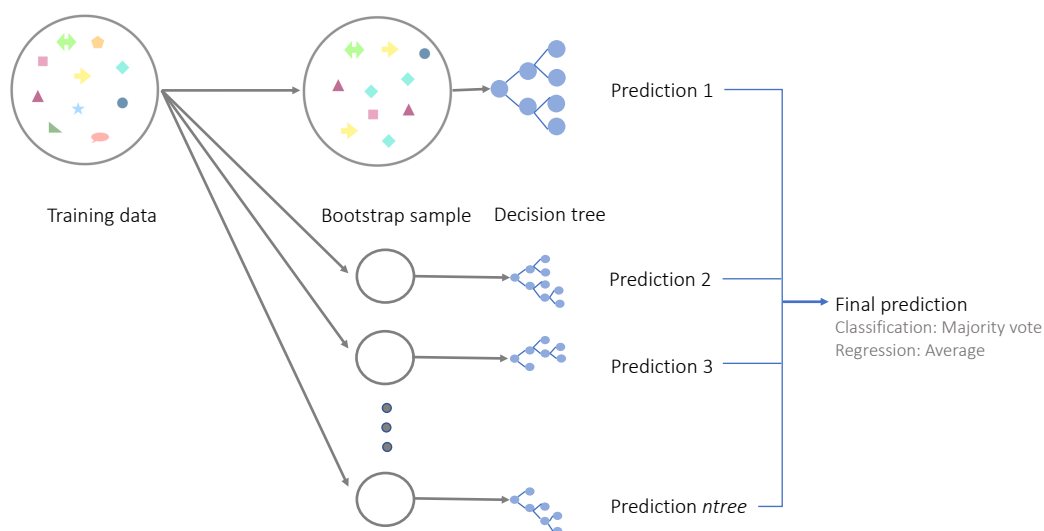 Prediction 1
Training data
Bootstrap sample
Decision tree
Prediction 2
Final prediction
Classification: Majority vote
Regression: Average
Prediction 3
Prediction ntree